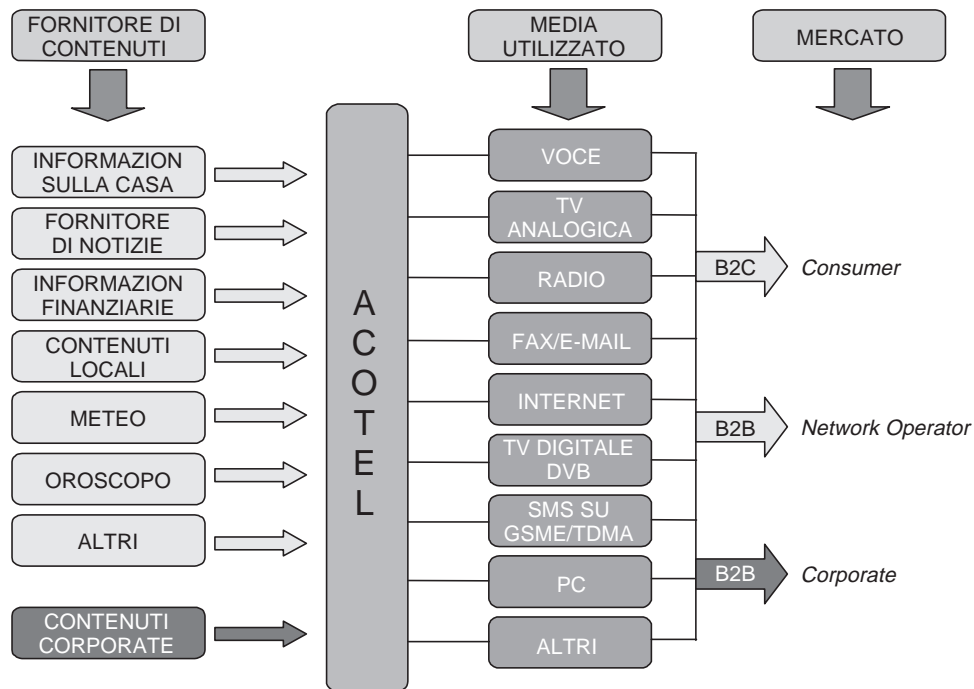 FORNITORE DI
CONTENUTI
MEDIA
UTILIZZATO
MERCATO
INFORMAZION
SULLA CASA
FORNITORE
DI NOTIZIE
INFORMAZION
FINANZIARIE
CONTENUTI
LOCALI
METEO
OROSCOPO
ALTRI
CONTENUTI
CORPORATE
A
C
O
T
E
L
VOCE
TV
ANALOGICA
RADIO
FAX/E-MAIL
INTERNET
TV DIGITALE
DVB
SMS SU
GSME/TDMA
PC
ALTRI
B2C Consumer
B2B Network Operator
B2B Corporate